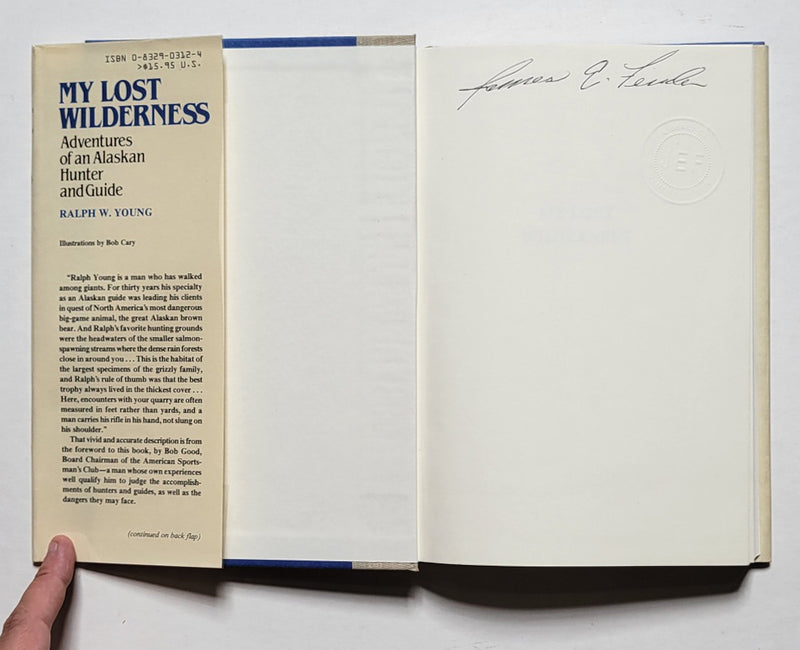 ISBN 0-8329-0312-4
>$15.95 U.S.
MY LOST
WILDERNESS
Adventures
of an Alaskan
Hunter
and Guide
RALPH W. YOUNG
Illustrations by Bob Cary
"Ralph Young is a man who has walked
among giants. For thirty years his specialty
as an Alaskan guide was leading his clients
in quest of North America's most dangerous
big-game animal, the great Alaskan brown
bear. And Ralph's favorite hunting grounds
were the headwaters of the smaller salmon-
spawning streams where the dense rain forests
close in around you . . . This is the habitat of
the largest specimens of the grizzly family,
and Ralph's rule of thumb was that the best
trophy always lived in the thickest cover . . .
Here, encounters with your quarry are often
measured in feet rather than yards, and a
man carries his rifle in his hand, not slung on
his shoulder."
That vivid and accurate description is from
the foreword to this book, by Bob Good,
Board Chairman of the American Sports-
man's Club—a man whose own experiences
well qualify him to judge the accomplish-
ments of hunters and guides, as well as the
dangers they may face.
(continued on back flap)
James E.
JEF